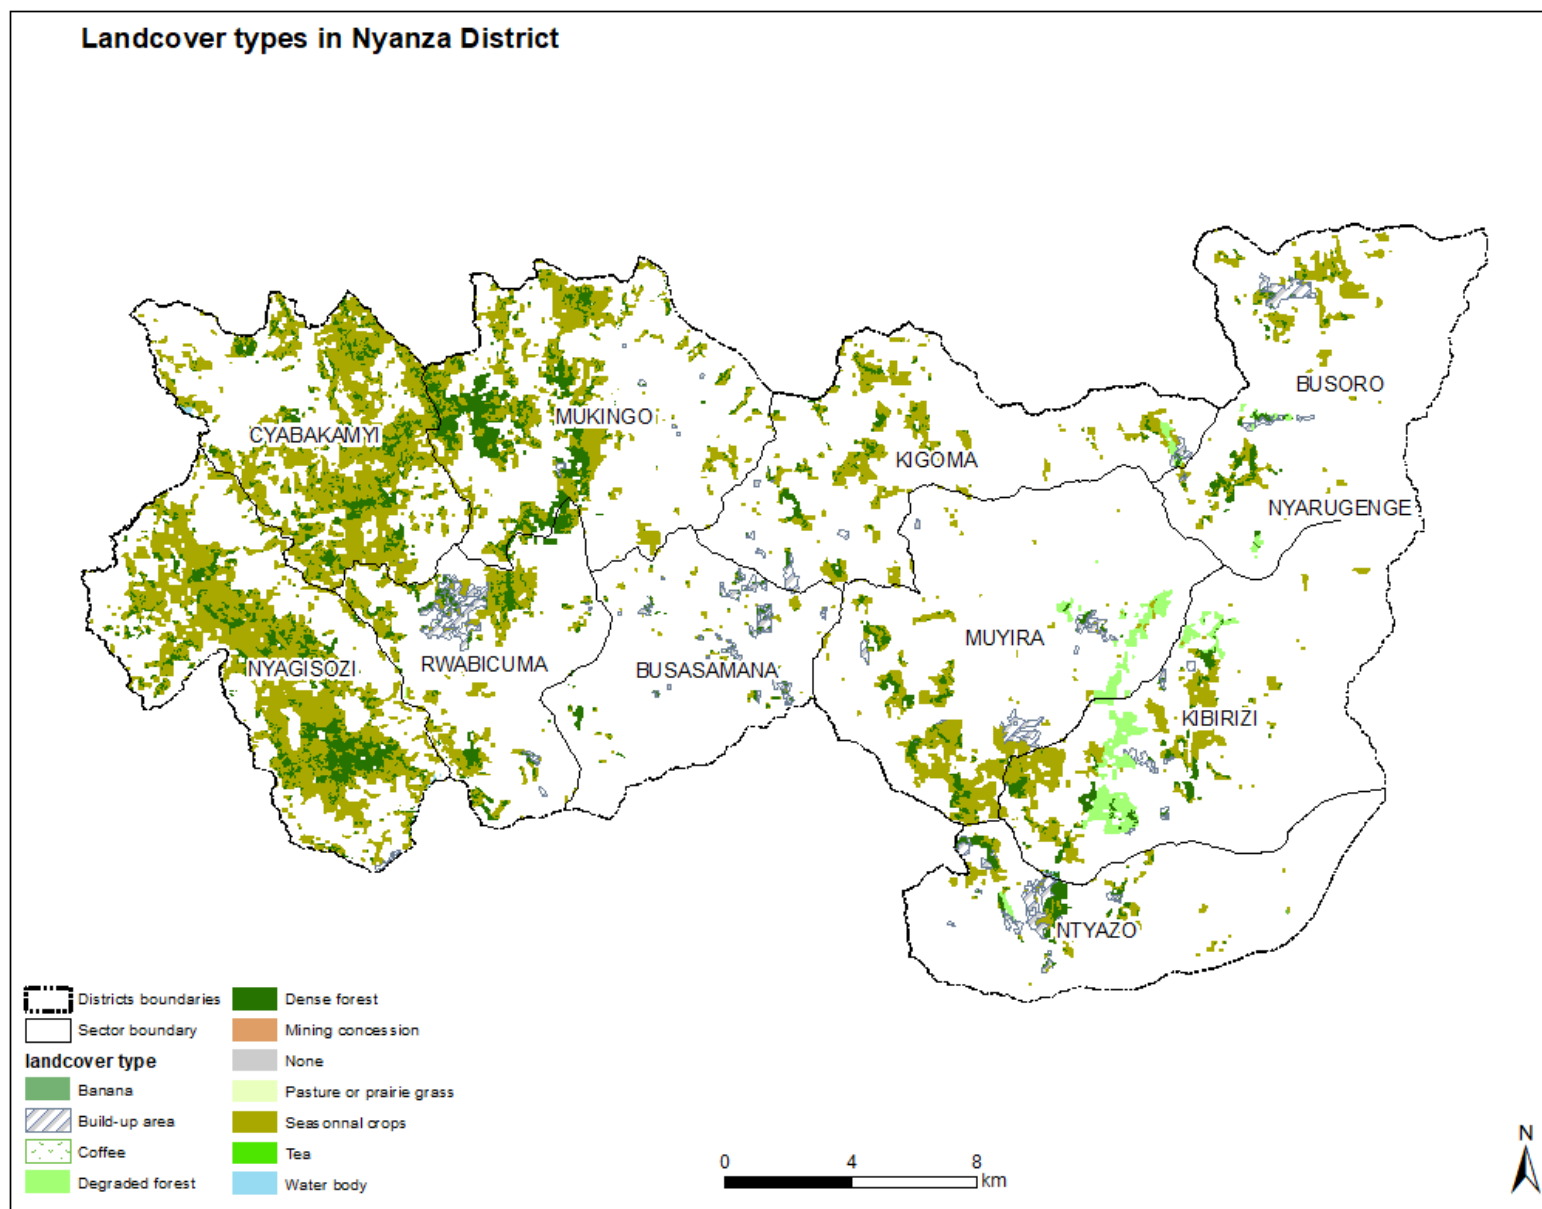 Landcover types in Nyanza District
BUSORO
MUKINGO
CYABAKAMYI
KIGOMA
NYARUGENGE
MUYIRA
NYAGISOZI
RWABICUMA
BUSASAMANA
KIBIRIZI
NTYAZO
Districts boundaries
Sector boundary
landcover type
Banana
Build-up area
Coffee
Degraded forest
Dense forest
Mining concession
None
Pasture or prairie grass
Seasonnal crops
Tea
Water body
0 4 8
km
N